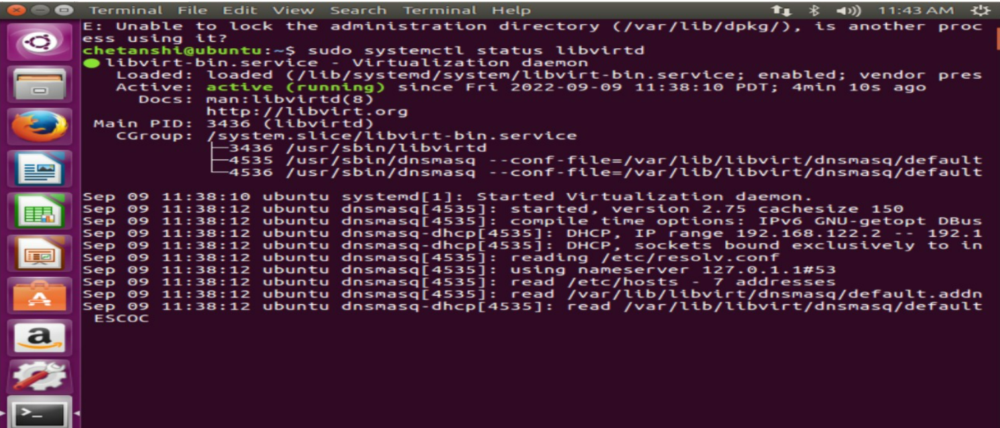 Terminal File Edit View Search Terminal Help 11:43 AM
E: Unable to lock the administration directory (/var/lib/dpkg/), is another proc
ess using it?
chetanshi@ubuntu:~$ sudo systemctl status libvirtd
● libvirt-bin.service - Virtualization daemon
Loaded: loaded (/lib/systemd/system/libvirt-bin.service; enabled; vendor pres
Active: active (running) since Fri 2022-09-09 11:38:10 PDT; 4min 10s ago
Docs: man:libvirtd(8)
http://libvirt.org
Main PID: 3436 (libvirtd)
CGroup: /system.slice/libvirt-bin.service
├─3436 /usr/sbin/libvirtd
├─4535 /usr/sbin/dnsmasq --conf-file=/var/lib/libvirt/dnsmasq/default
└─4536 /usr/sbin/dnsmasq --conf-file=/var/lib/libvirt/dnsmasq/default
Sep 09 11:38:10 ubuntu systemd[1]: Started Virtualization daemon.
Sep 09 11:38:12 ubuntu dnsmasq[4535]: started, version 2.75 cachesize 150
Sep 09 11:38:12 ubuntu dnsmasq[4535]: compile time options: IPv6 GNU-getopt DBus
Sep 09 11:38:12 ubuntu dnsmasq-dhcp[4535]: DHCP, IP range 192.168.122.2 -- 192.1
Sep 09 11:38:12 ubuntu dnsmasq-dhcp[4535]: DHCP, sockets bound exclusively to in
Sep 09 11:38:12 ubuntu dnsmasq[4535]: reading /etc/resolv.conf
Sep 09 11:38:12 ubuntu dnsmasq[4535]: using nameserver 127.0.1.1#53
Sep 09 11:38:12 ubuntu dnsmasq[4535]: read /etc/hosts - 7 addresses
Sep 09 11:38:12 ubuntu dnsmasq[4535]: read /var/lib/libvirt/dnsmasq/default.addn
Sep 09 11:38:12 ubuntu dnsmasq-dhcp[4535]: read /var/lib/libvirt/dnsmasq/default
ESCOC